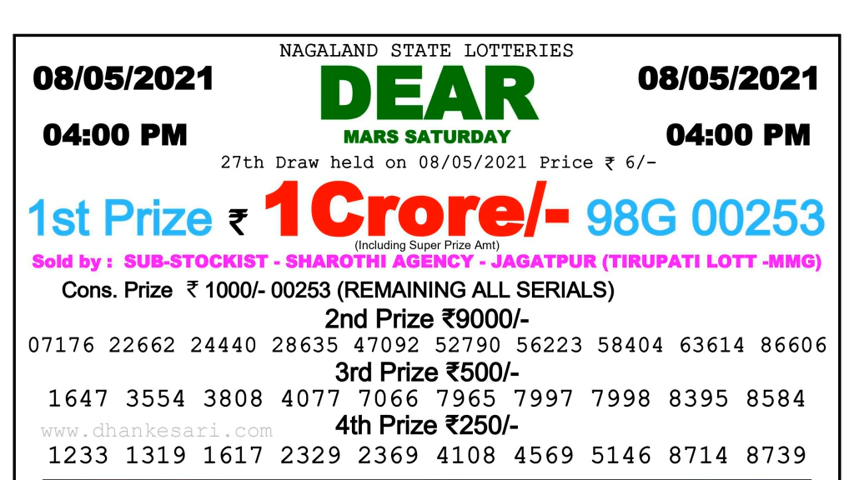 NAGALAND STATE LOTTERIES
08/05/2021 DEAR 08/05/2021
04:00 PM MARS SATURDAY 04:00 PM
27th Draw held on 08/05/2021 Price ₹ 6/-
1st Prize ₹ 1Crore/- 98G 00253
(Including Super Prize Amt)
Sold by : SUB-STOCKIST - SHAROTHI AGENCY - JAGATPUR (TIRUPATI LOTT -MMG)
Cons. Prize ₹ 1000/- 00253 (REMAINING ALL SERIALS)
2nd Prize ₹9000/-
07176 22662 24440 28635 47092 52790 56223 58404 63614 86606
3rd Prize ₹500/-
1647 3554 3808 4077 7066 7965 7997 7998 8395 8584
4th Prize ₹250/-
www.dhankesari.com
1233 1319 1617 2329 2369 4108 4569 5146 8714 8739